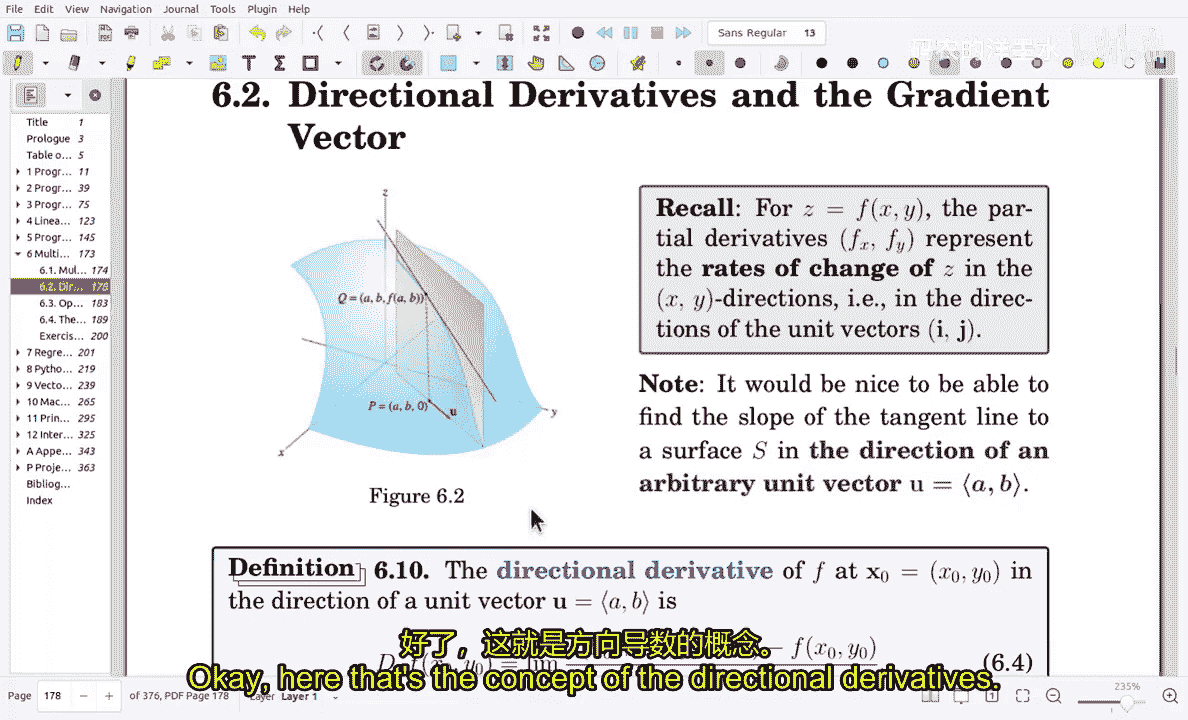 File Edit View Navigation Journal Tools Plugin Help
Sans Regular 13
Title 1
Prologue 3
Table o... 5
1 Progr... 11
2 Progr... 39
3 Progr... 75
4 Linea... 123
5 Progr... 145
6 Multi... 173
6.1. Mul... 174
6.2. Dir... 178
6.3. Op... 183
6.4. The... 189
Exercis... 200
7 Regre... 201
8 Pytho... 219
9 Vecto... 239
10 Mac... 265
11 Prin... 295
12 Inter... 325
A Appe... 343
P Proje... 363
Bibliog...
Index
6.2. Directional Derivatives and the Gradient
Vector
z
Q = (a, b, f(a, b))
P = (a, b, 0)
u
y
x
Figure 6.2
Recall: For z = f(x, y), the par-
tial derivatives (fx, fy) represent
the rates of change of z in the
(x, y)-directions, i.e., in the direc-
tions of the unit vectors (i, j).
Note: It would be nice to be able to
find the slope of the tangent line to
a surface S in the direction of an
arbitrary unit vector u = ⟨a, b⟩.
Definition 6.10. The directional derivative of f at x0 = (x0, y0) in
the direction of a unit vector u = ⟨a, b⟩ is
− f(x0, y0)
(6.4)
好了，这就是方向导数的概念。
Okay, here that's the concept of the directional derivatives.
Page 178 − + of 376, PDF Page 178 Layer Layer 1 235%